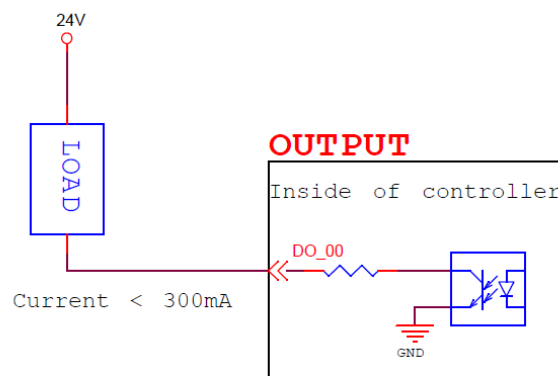 24V
LOAD
OUTPUT
Inside of controller
DO_00
Current < 300mA
GND